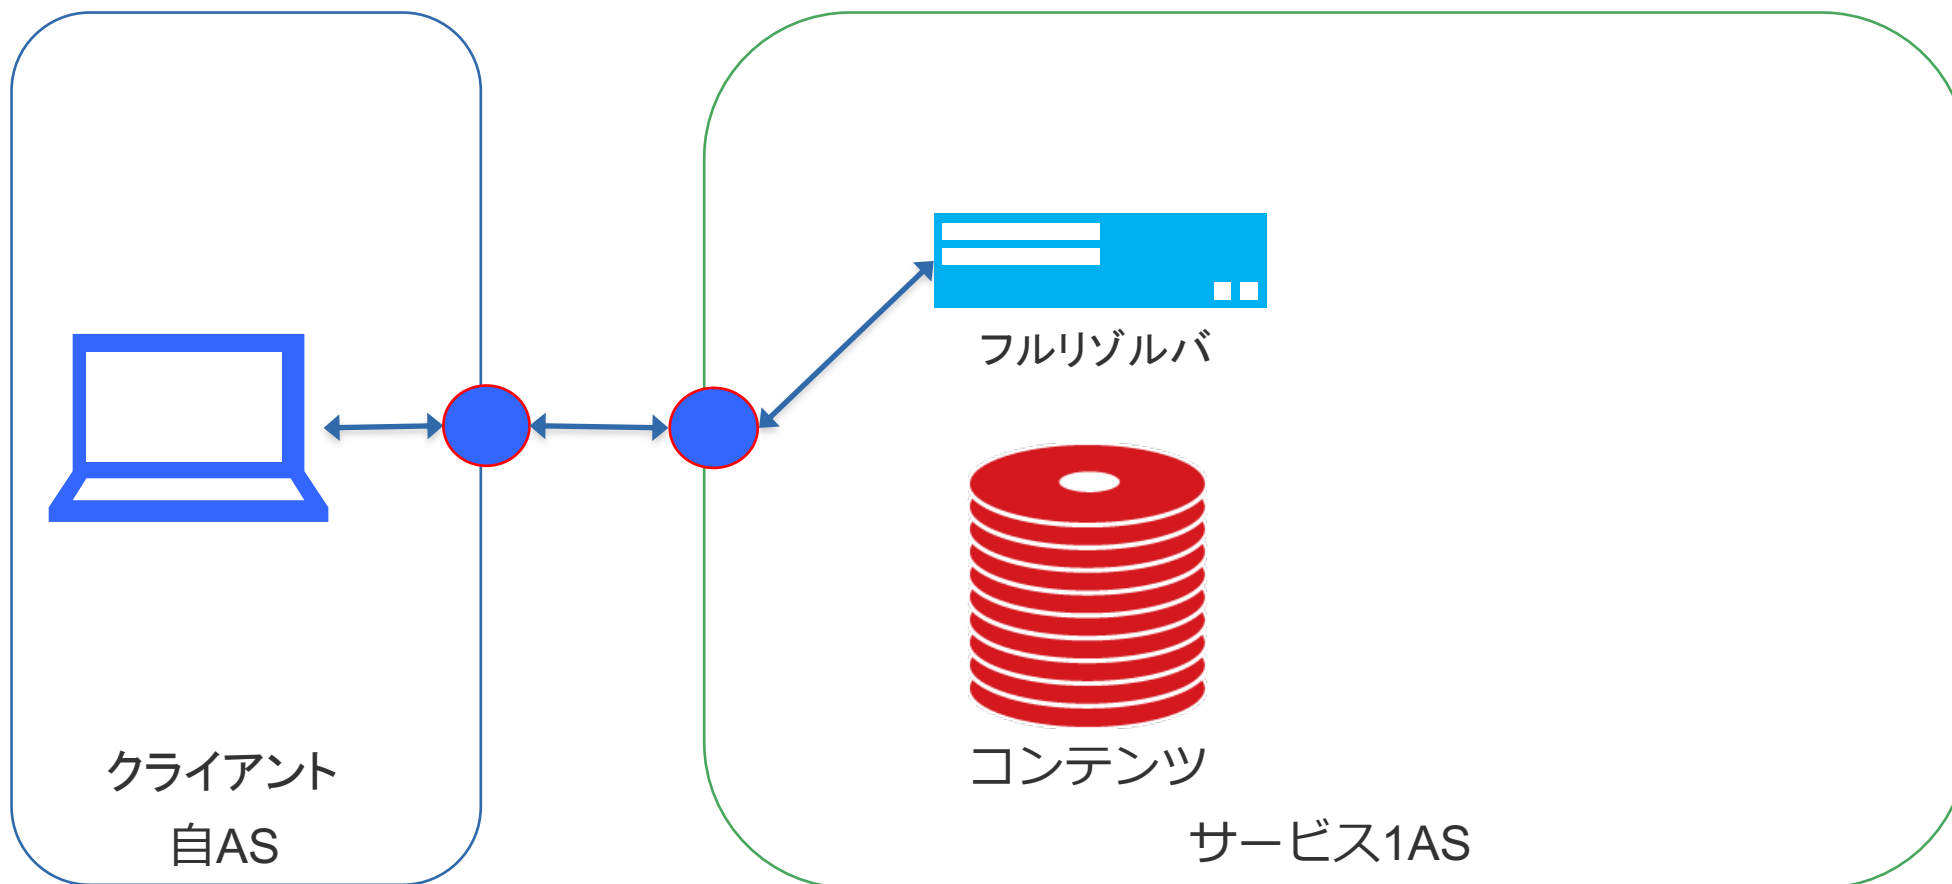 フルリゾルバ
コンテンツ
クライアント
自AS
サービス1AS